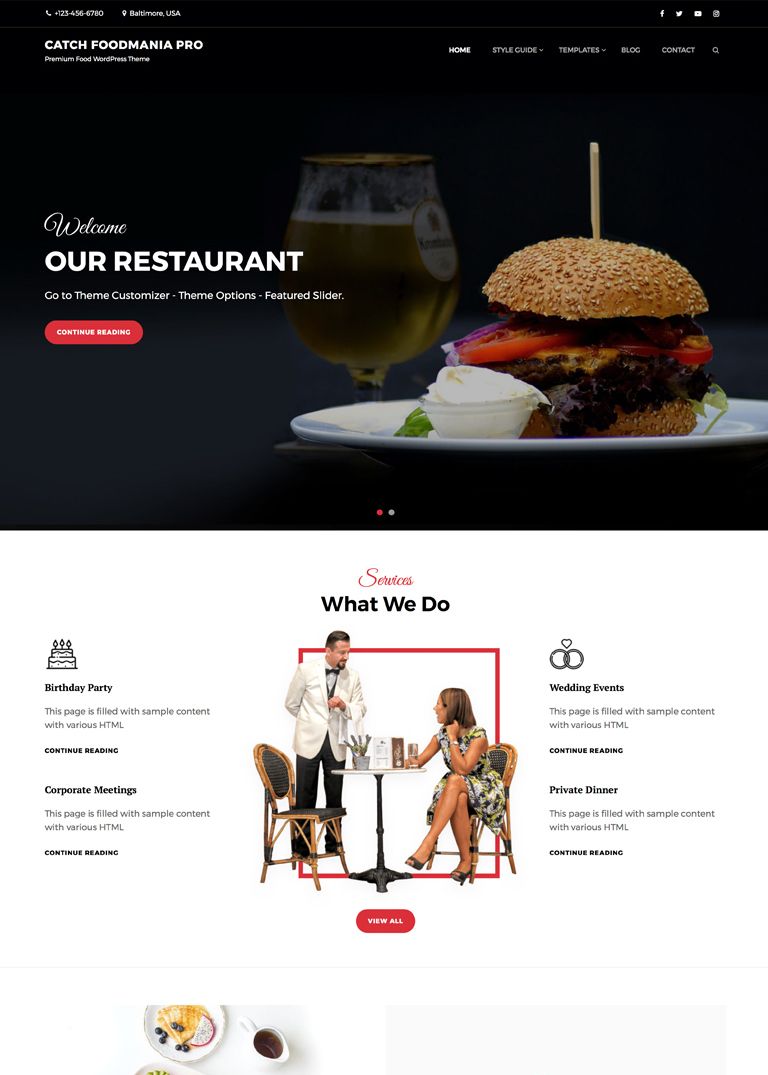 +123-456-6780
Baltimore, USA
CATCH FOODMANIA PRO
Premium Food WordPress Theme
HOME
STYLE GUIDE
TEMPLATES
BLOG
CONTACT
Welcome
OUR RESTAURANT
Go to Theme Customizer - Theme Options - Featured Slider.
CONTINUE READING
Services
What We Do
Birthday Party
This page is filled with sample content
with various HTML
CONTINUE READING
Corporate Meetings
This page is filled with sample content
with various HTML
CONTINUE READING
Wedding Events
This page is filled with sample content
with various HTML
CONTINUE READING
Private Dinner
This page is filled with sample content
with various HTML
CONTINUE READING
VIEW ALL